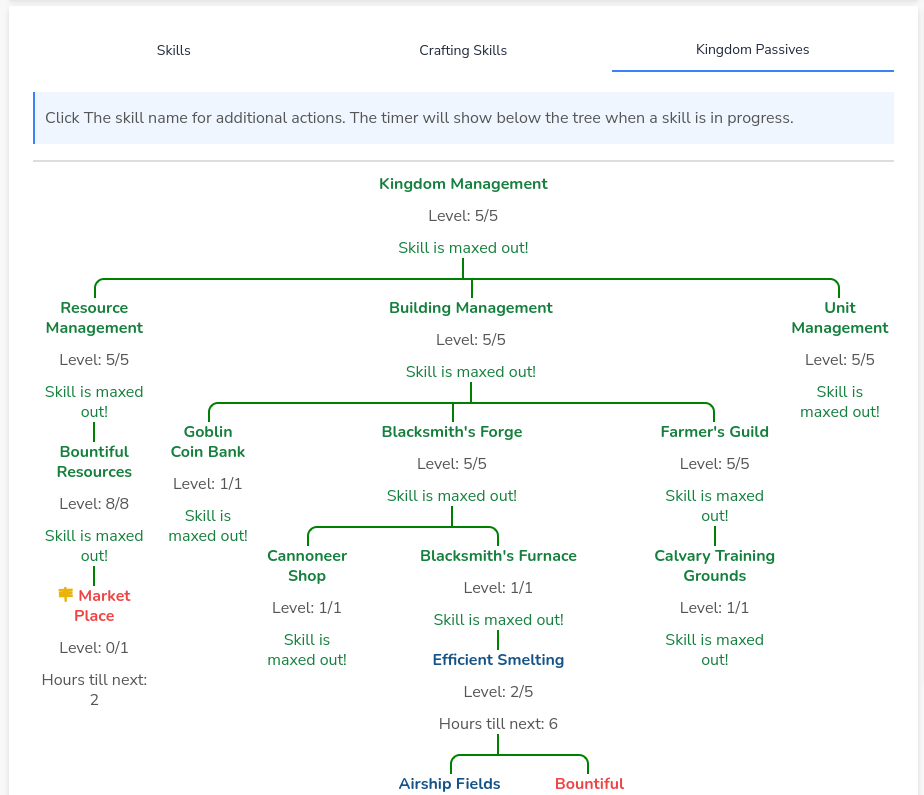 Skills
Crafting Skills
Kingdom Passives
Click The skill name for additional actions. The timer will show below the tree when a skill is in progress.
Kingdom Management
Level: 5/5
Skill is maxed out!
Resource
Management
Level: 5/5
Skill is maxed
out!
Bountiful
Resources
Level: 8/8
Skill is maxed
out!
Market
Place
Level: 0/1
Hours till next:
2
Building Management
Level: 5/5
Skill is maxed out!
Goblin
Coin Bank
Level: 1/1
Skill is
maxed out!
Blacksmith's Forge
Level: 5/5
Skill is maxed out!
Cannoneer
Shop
Level: 1/1
Skill is
maxed out!
Blacksmith's Furnace
Level: 1/1
Skill is maxed out!
Efficient Smelting
Level: 2/5
Hours till next: 6
Airship Fields
Bountiful
Farmer's Guild
Level: 5/5
Skill is maxed
out!
Calvary Training
Grounds
Level: 1/1
Skill is maxed
out!
Unit
Management
Level: 5/5
Skill is
maxed out!